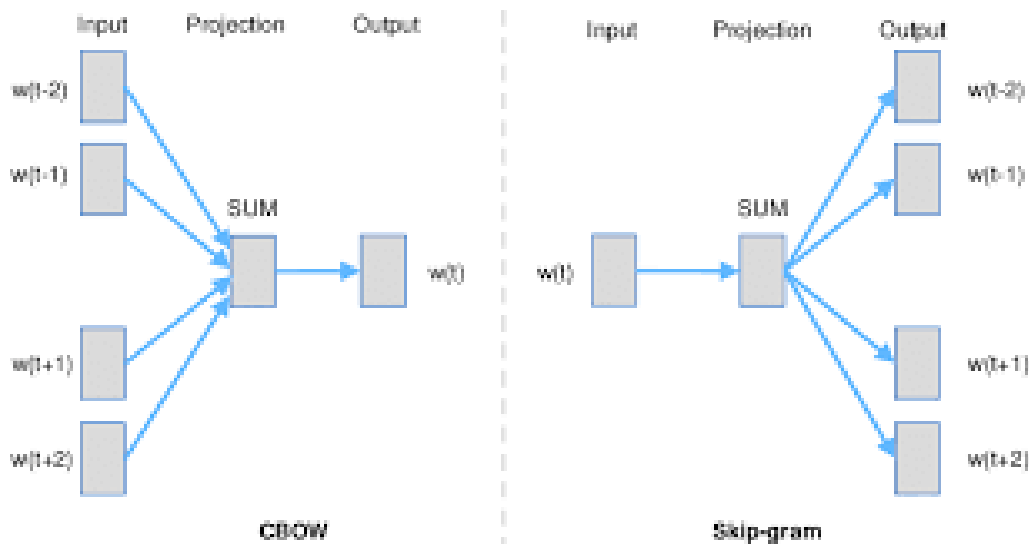 Input Projection Output
w(t-2)
w(t-1)
SUM
w(t)
w(t+1)
w(t+2)
CBOW
Input Projection Output
w(t-2)
w(t-1)
SUM
w(t)
w(t+1)
w(t+2)
Skip-gram